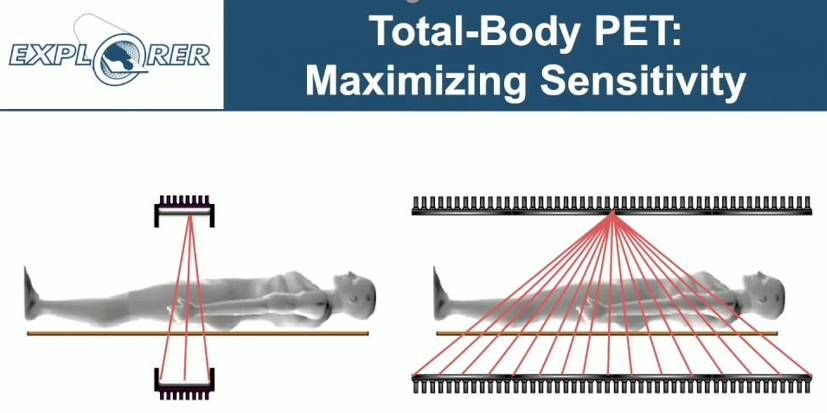 EXPLORER
Total-Body PET:
Maximizing Sensitivity